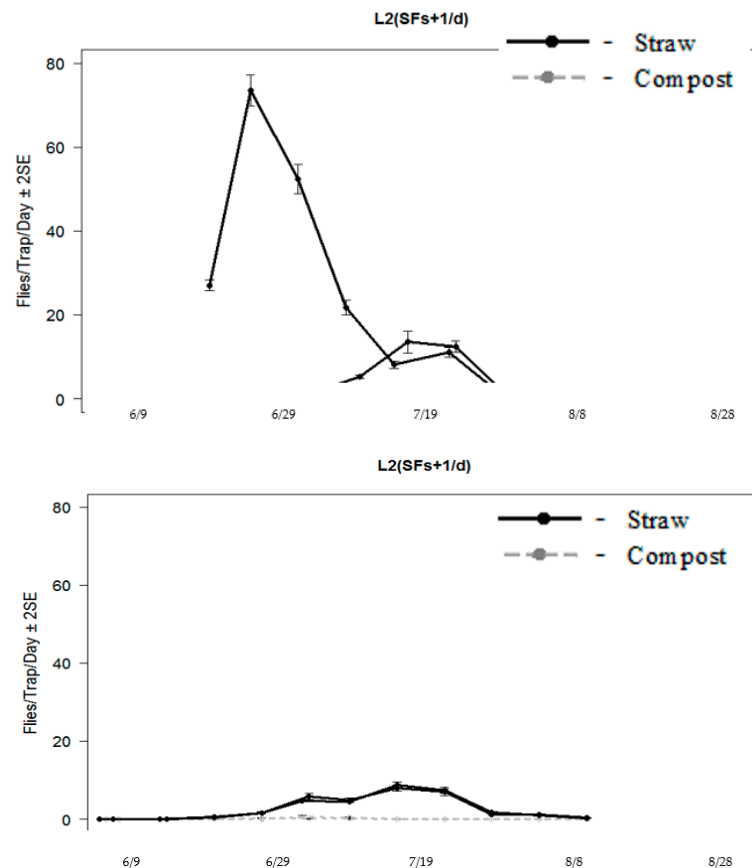 L2(SFs+1/d)
- Straw
- Compost
Flies/Trap/Day ± 2SE
80
60
40
20
0
6/9 6/29 7/19 8/8 8/28
L2(SFs+1/d)
- Straw
- Compost
Flies/Trap/Day ± 2SE
80
60
40
20
0
6/9 6/29 7/19 8/8 8/28